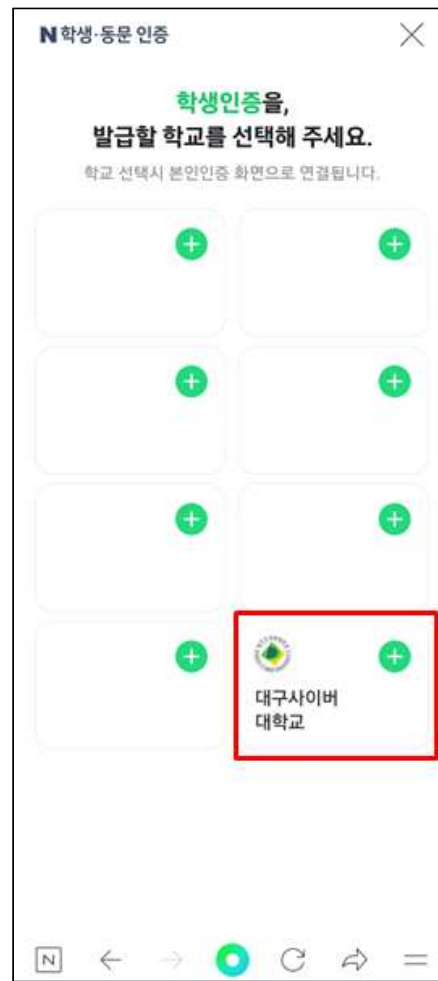 N 학생·동문 인증
학생인증을,
발급할 학교를 선택해 주세요.
학교 선택시 본인인증 화면으로 연결됩니다.
대구사이버
대학교
N